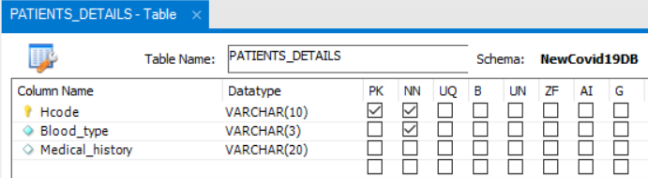 PATIENTS_DETAILS - Table ×
Table Name: PATIENTS_DETAILS Schema: NewCovid19DB
Column Name Datatype PK NN UQ B UN ZF AI G
Hcode VARCHAR(10)
Blood_type VARCHAR(3)
Medical_history VARCHAR(20)